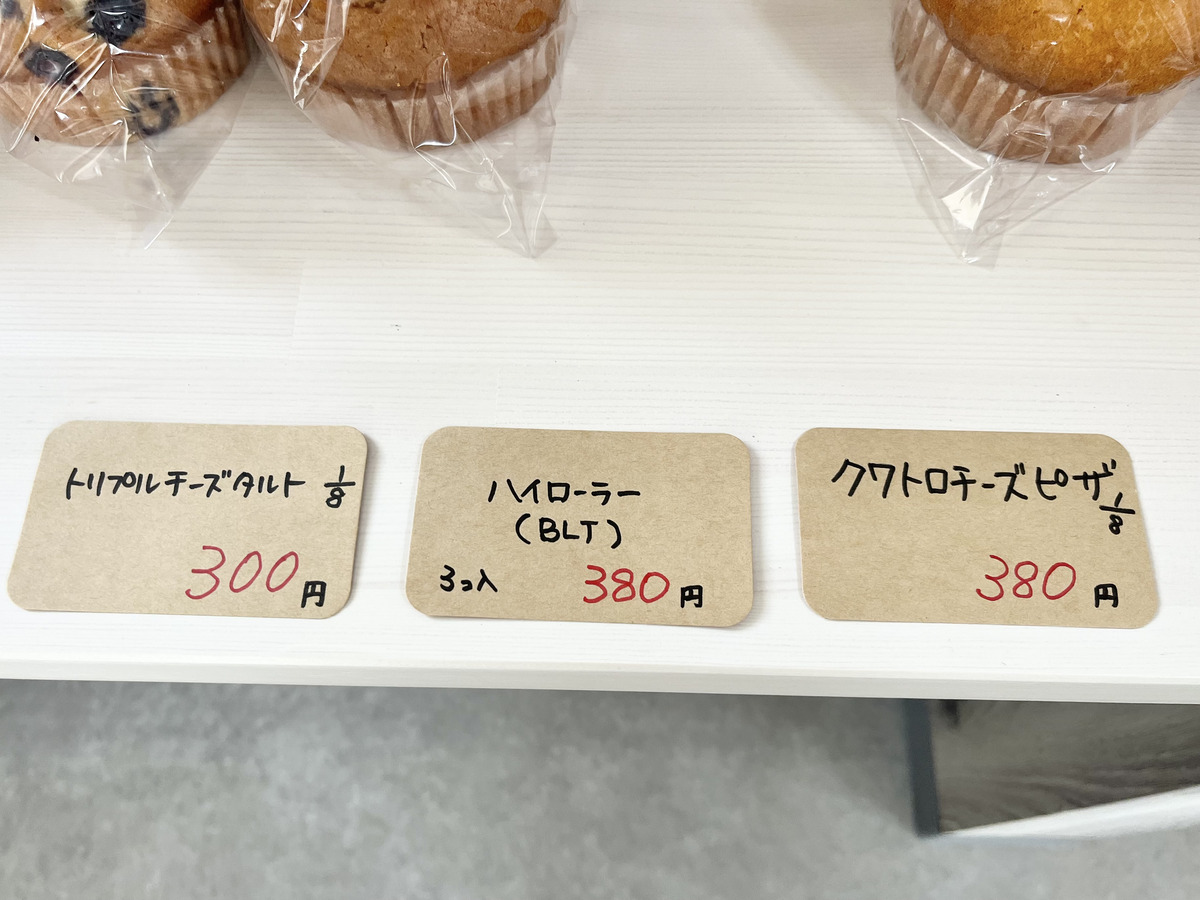 トリプルチーズタルト 1/8
300円
ハイローラー
(BLT)
3コ入 380円
クワトロチーズピザ 1/8
380円